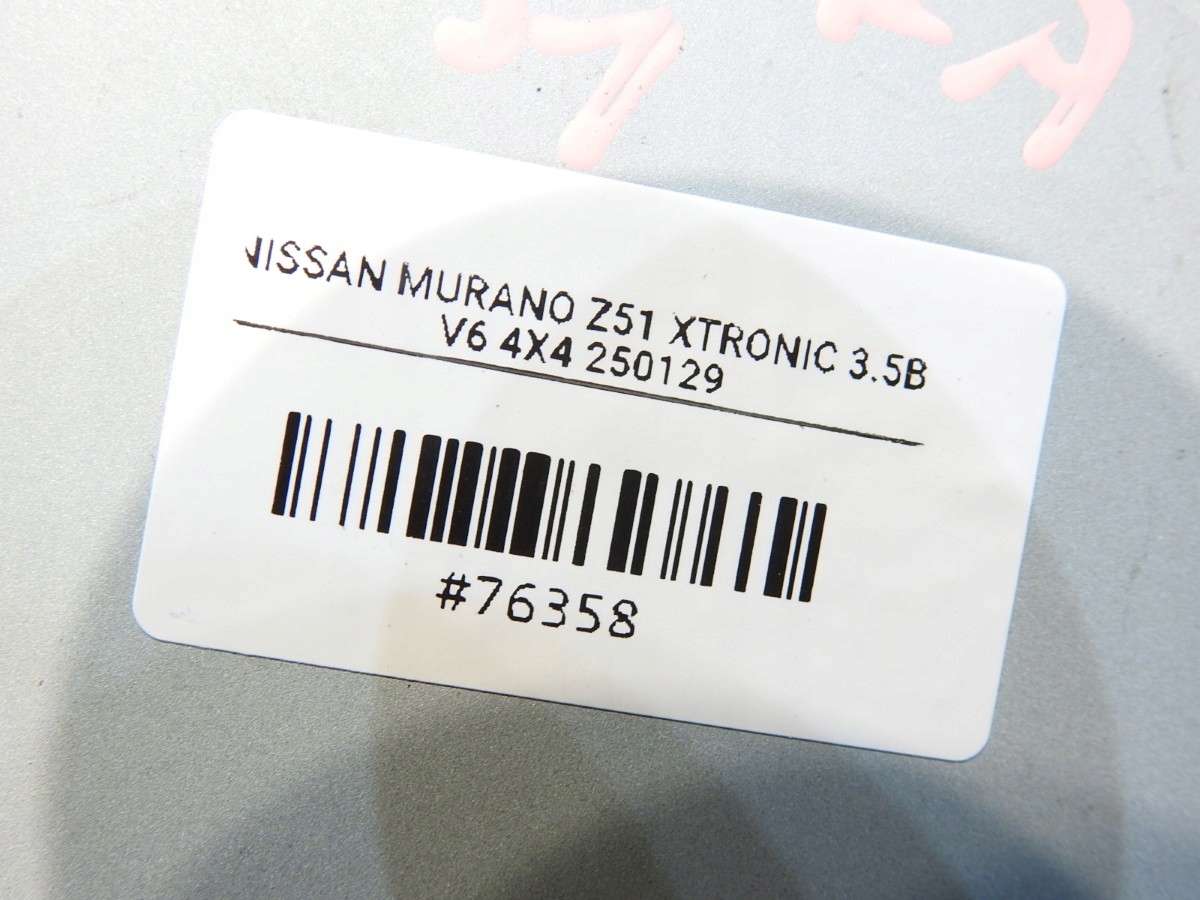 NISSAN MURANO Z51 XTRONIC 3.5B
V6 4X4 250129
#76358